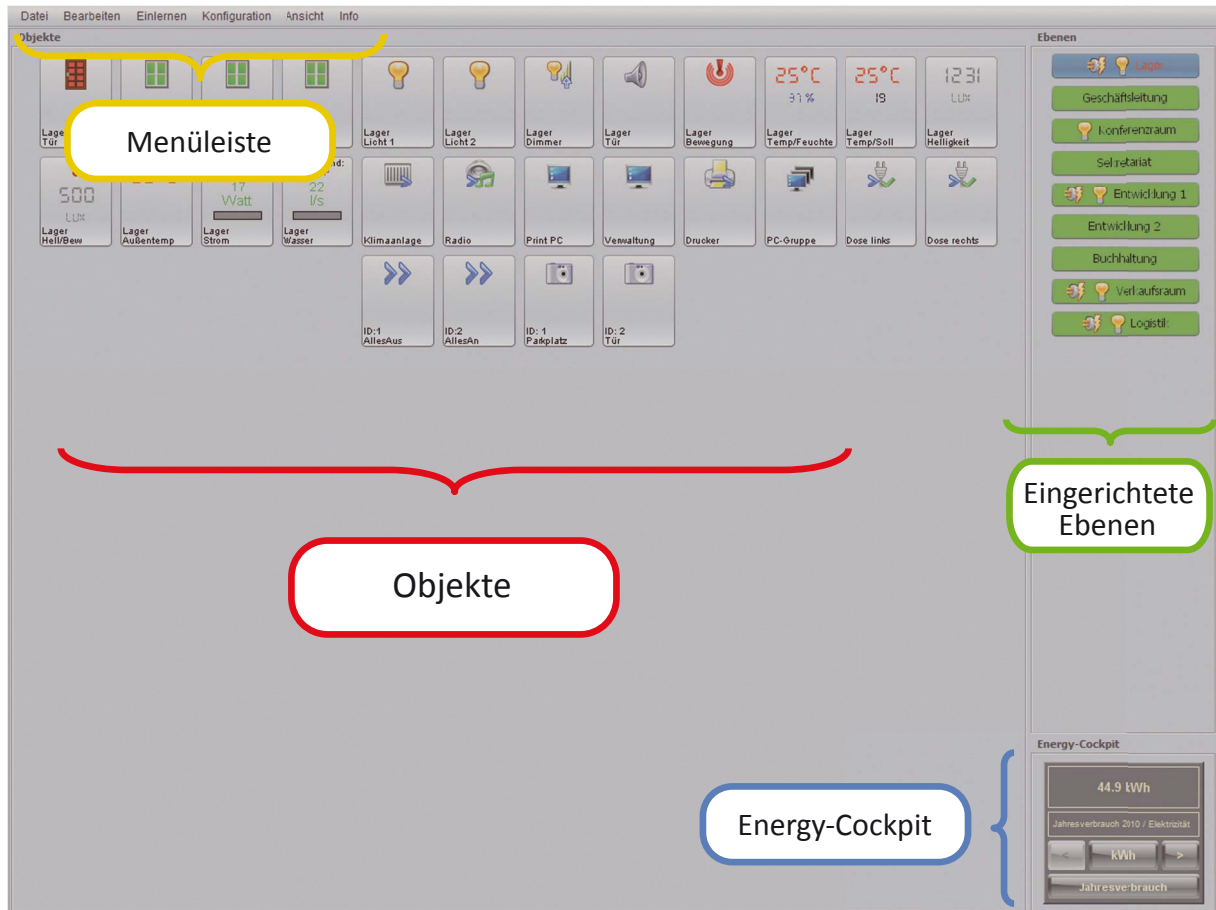 Datei Bearbeiten Einlernen Konfiguration Ansicht Info
Objekte
Ebenen
Lager
Tür
Lager
Licht 1
Lager
Licht 2
Lager
Dimmer
Lager
Tür
Lager
Bewegung
25°C
37%
Lager
Temp/Feuchte
25°C
19
Lager
Temp/Soll
1231
LUX
Lager
Helligkeit
Menüleiste
500
LUX
Lager
Hell/Bew
Lager
Außentemp
17
Watt
Lager
Strom
nd:
22
l/s
Lager
Wasser
Klimaanlage
Radio
Print PC
Verwaltung
Drucker
PC-Gruppe
Dose links
Dose rechts
ID:1
AllesAus
ID:2
AllesAn
ID: 1
Parkplatz
ID: 2
Tür
Lager
Geschäftsleitung
Konferenzraum
Sekretariat
Entwicklung 1
Entwicklung 2
Buchhaltung
Verkaufsraum
Logistik
Eingerichtete
Ebenen
Objekte
Energy-Cockpit
Energy-Cockpit
44.9 kWh
Jahresverbrauch 2010 / Elektrizität
< kWh >
Jahresverbrauch